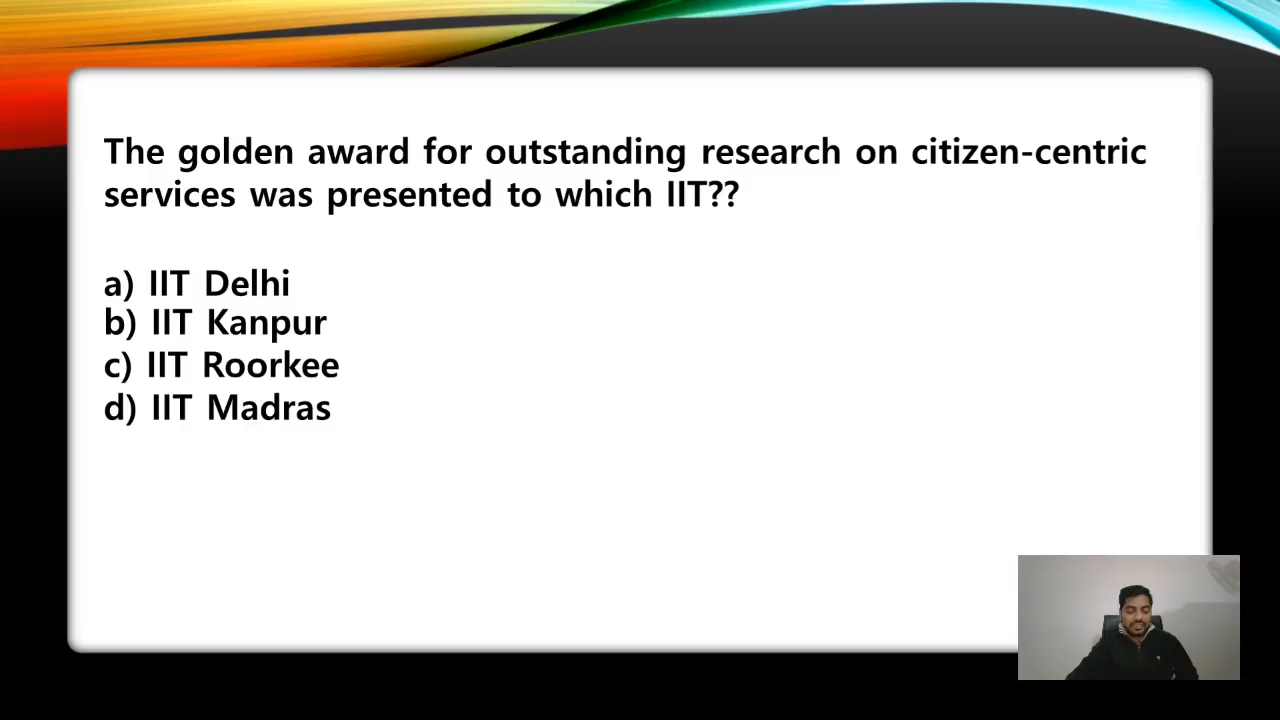 The golden award for outstanding research on citizen-centric
services was presented to which IIT??
a) IIT Delhi
b) IIT Kanpur
c) IIT Roorkee
d) IIT Madras